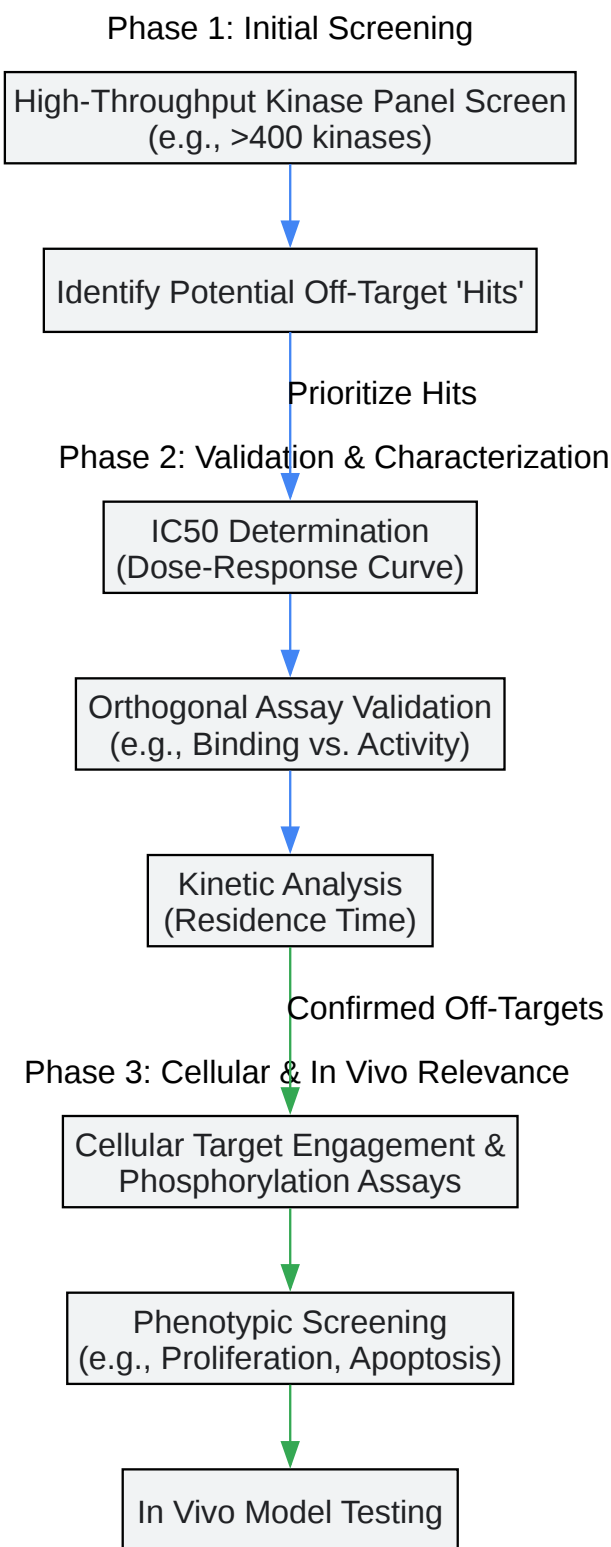 Phase 1: Initial Screening
High-Throughput Kinase Panel Screen
(e.g., >400 kinases)
Identify Potential Off-Target 'Hits'
Prioritize Hits
Phase 2: Validation & Characterization
IC50 Determination
(Dose-Response Curve)
Orthogonal Assay Validation
(e.g., Binding vs. Activity)
Kinetic Analysis
(Residence Time)
Confirmed Off-Targets
Phase 3: Cellular & In Vivo Relevance
Cellular Target Engagement &
Phosphorylation Assays
Phenotypic Screening
(e.g., Proliferation, Apoptosis)
In Vivo Model Testing